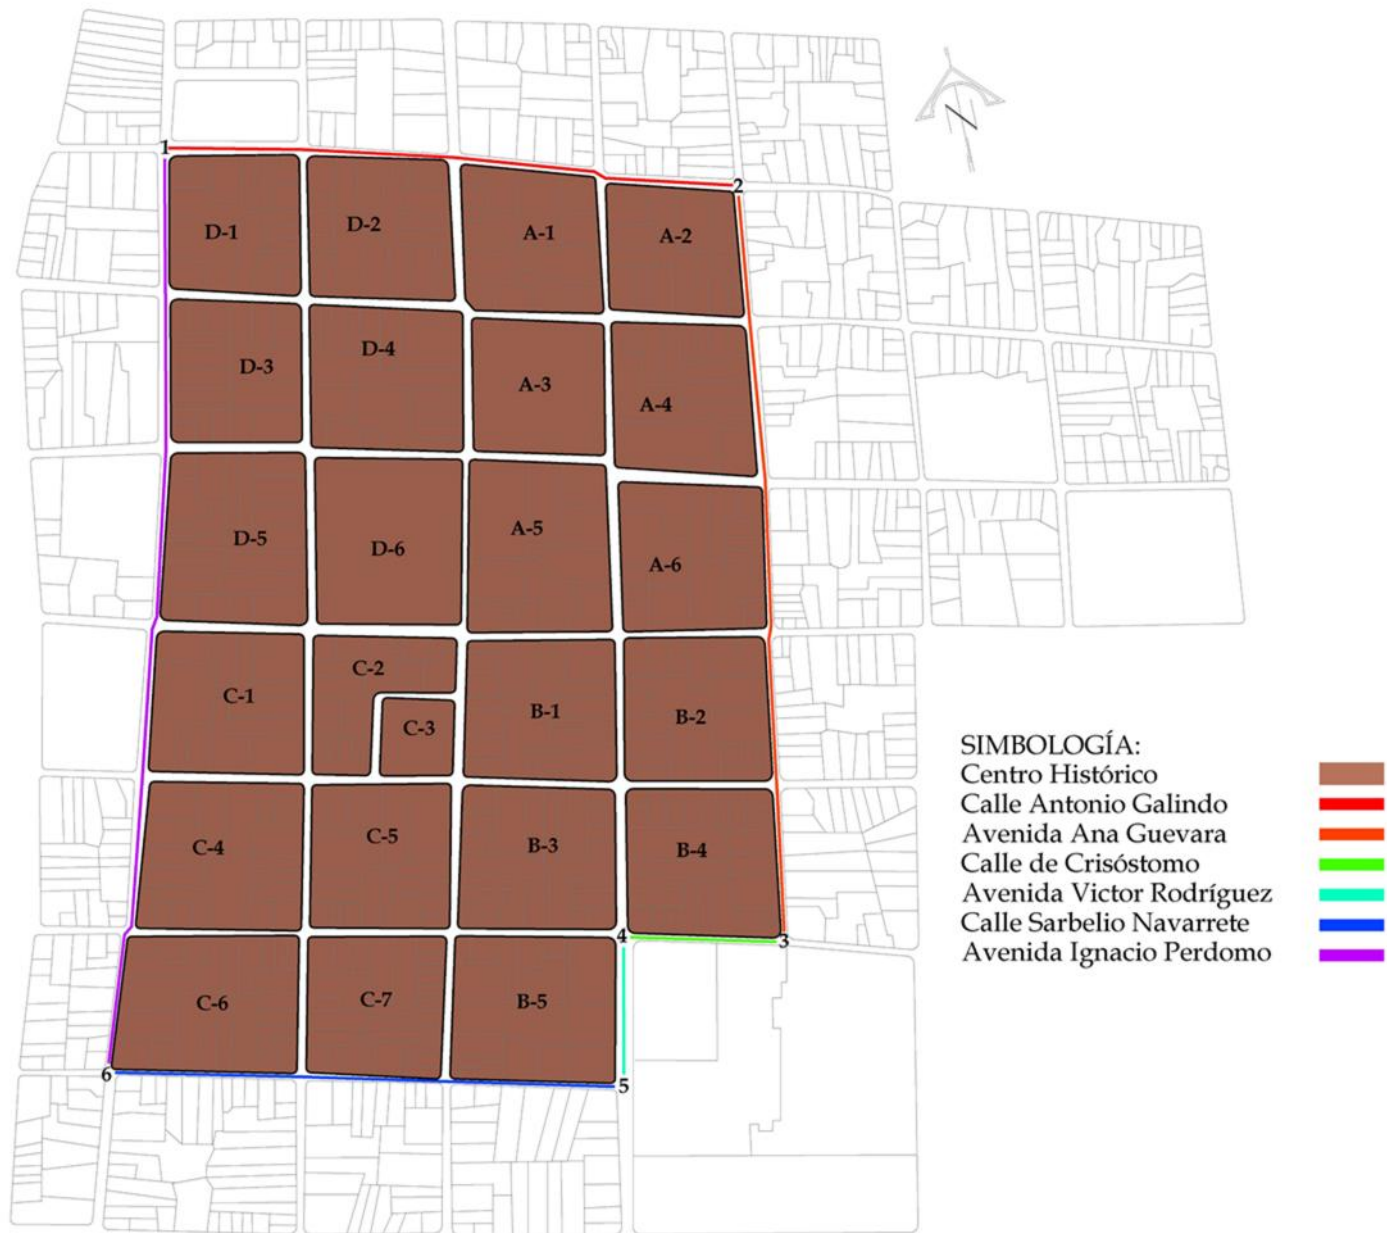 N
1
2
D-1
D-2
A-1
A-2
D-3
D-4
A-3
A-4
D-5
D-6
A-5
A-6
C-1
C-2
C-3
B-1
B-2
C-4
C-5
B-3
B-4
4
3
C-6
C-7
B-5
6
5
SIMBOLOGÍA:
Centro Histórico
Calle Antonio Galindo
Avenida Ana Guevara
Calle de Crisóstomo
Avenida Victor Rodríguez
Calle Sarbelio Navarrete
Avenida Ignacio Perdomo